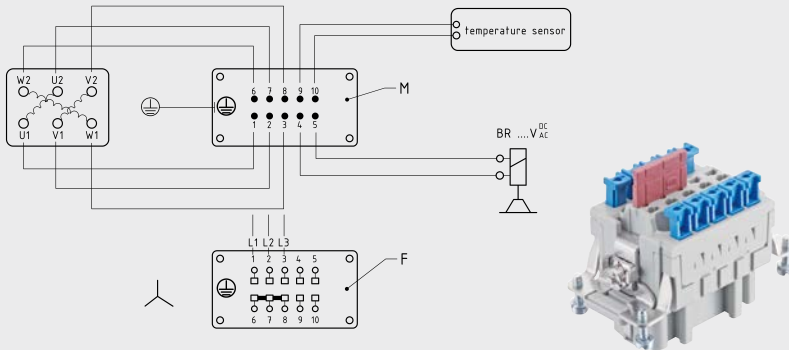 temperature sensor
W2 U2 V2
U1 V1 W1
6 7 8 9 10
1 2 3 4 5
M
BR ....V DC AC
L1 L2 L3
1 2 3 4 5
6 7 8 9 10
F